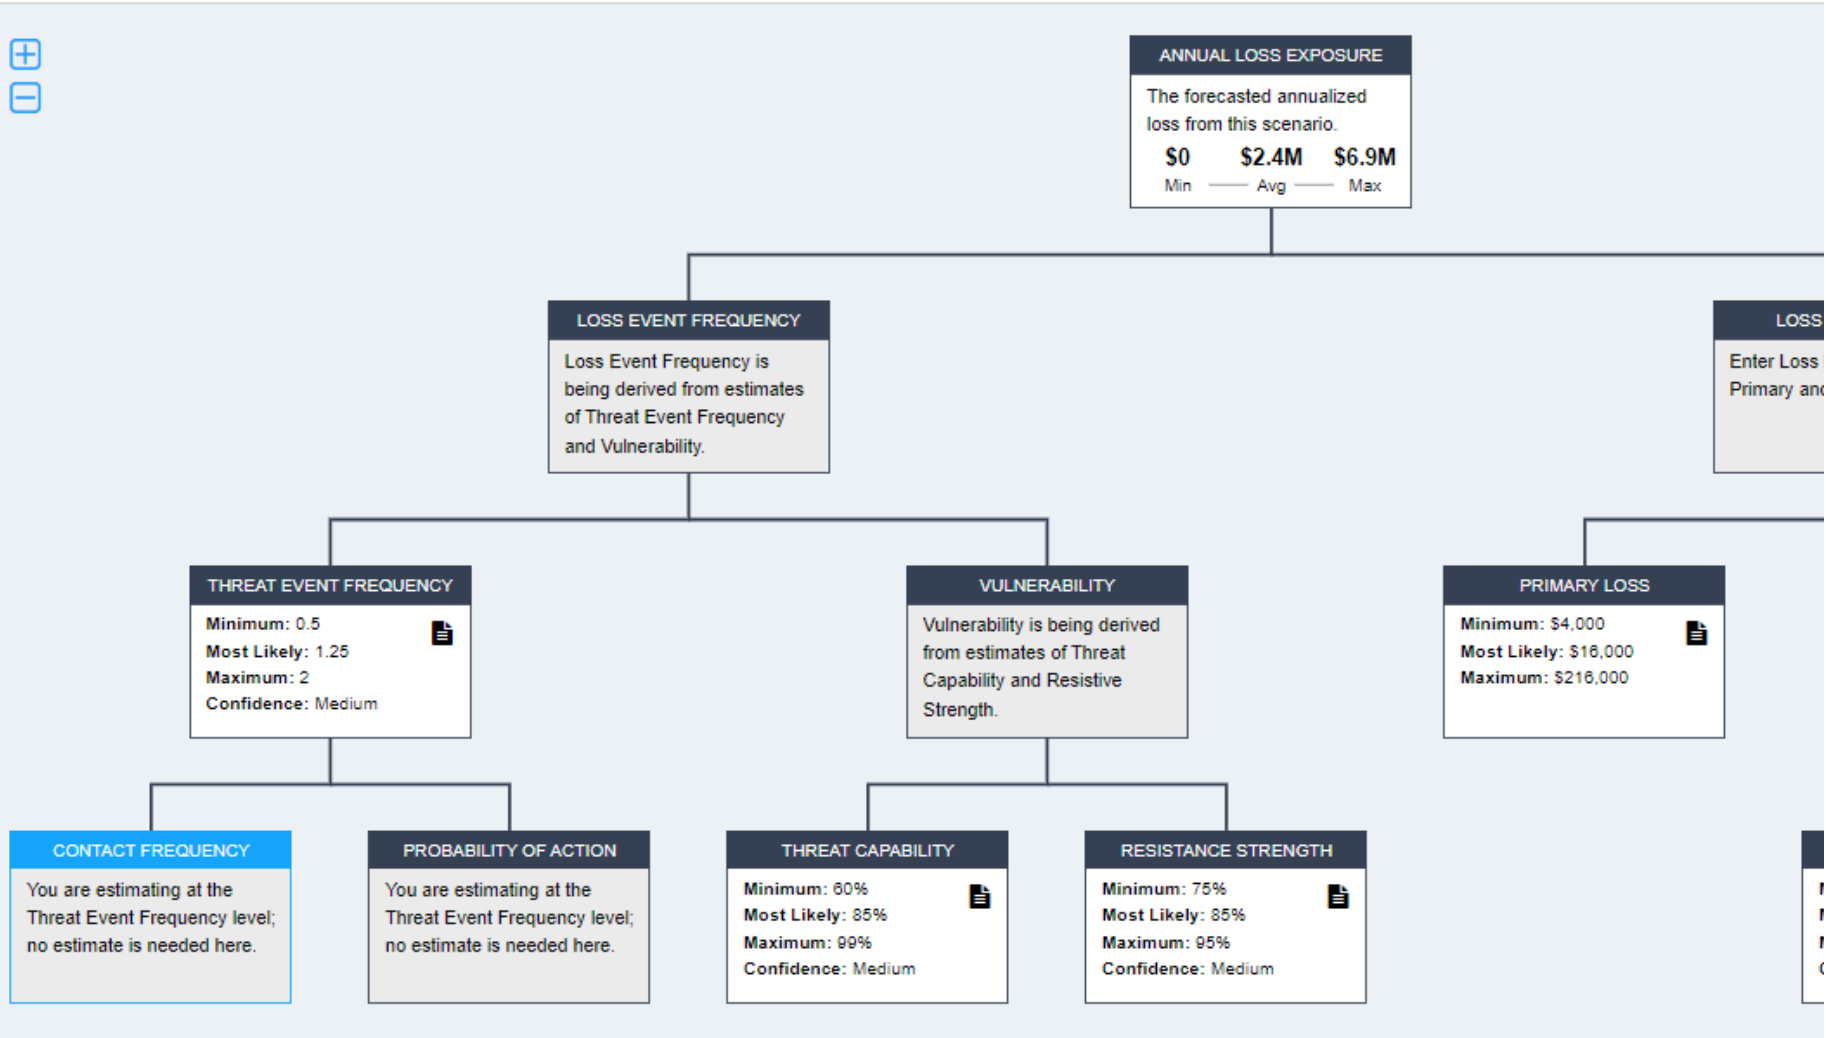 ANNUAL LOSS EXPOSURE
The forecasted annualized
loss from this scenario.
$0 $2.4M $6.9M
Min Avg Max
LOSS EVENT FREQUENCY
Loss Event Frequency is
being derived from estimates
of Threat Event Frequency
and Vulnerability.
LOSS
Enter Loss
Primary and
THREAT EVENT FREQUENCY
Minimum: 0.5
Most Likely: 1.25
Maximum: 2
Confidence: Medium
VULNERABILITY
Vulnerability is being derived
from estimates of Threat
Capability and Resistive
Strength.
PRIMARY LOSS
Minimum: $4,000
Most Likely: $16,000
Maximum: $216,000
CONTACT FREQUENCY
You are estimating at the
Threat Event Frequency level;
no estimate is needed here.
PROBABILITY OF ACTION
You are estimating at the
Threat Event Frequency level;
no estimate is needed here.
THREAT CAPABILITY
Minimum: 60%
Most Likely: 85%
Maximum: 99%
Confidence: Medium
RESISTANCE STRENGTH
Minimum: 75%
Most Likely: 85%
Maximum: 95%
Confidence: Medium